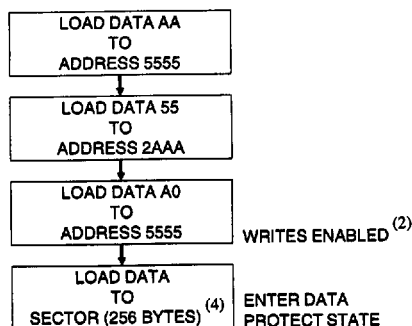 LOAD DATA AA
TO
ADDRESS 5555
LOAD DATA 55
TO
ADDRESS 2AAA
LOAD DATA A0
TO
ADDRESS 5555
WRITES ENABLED (2)
LOAD DATA
TO
SECTOR (256 BYTES) (4)
ENTER DATA
PROTECT STATE